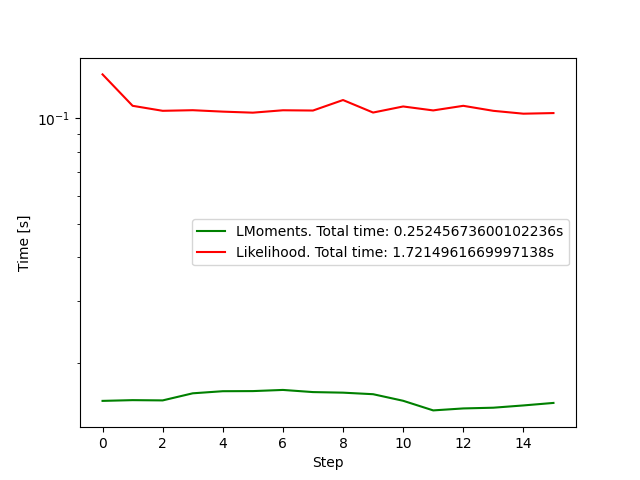 10⁻¹
Time [s]
LMoments. Total time: 0.25245673600102236s
Likelihood. Total time: 1.7214961669997138s
0 2 4 6 8 10 12 14
Step